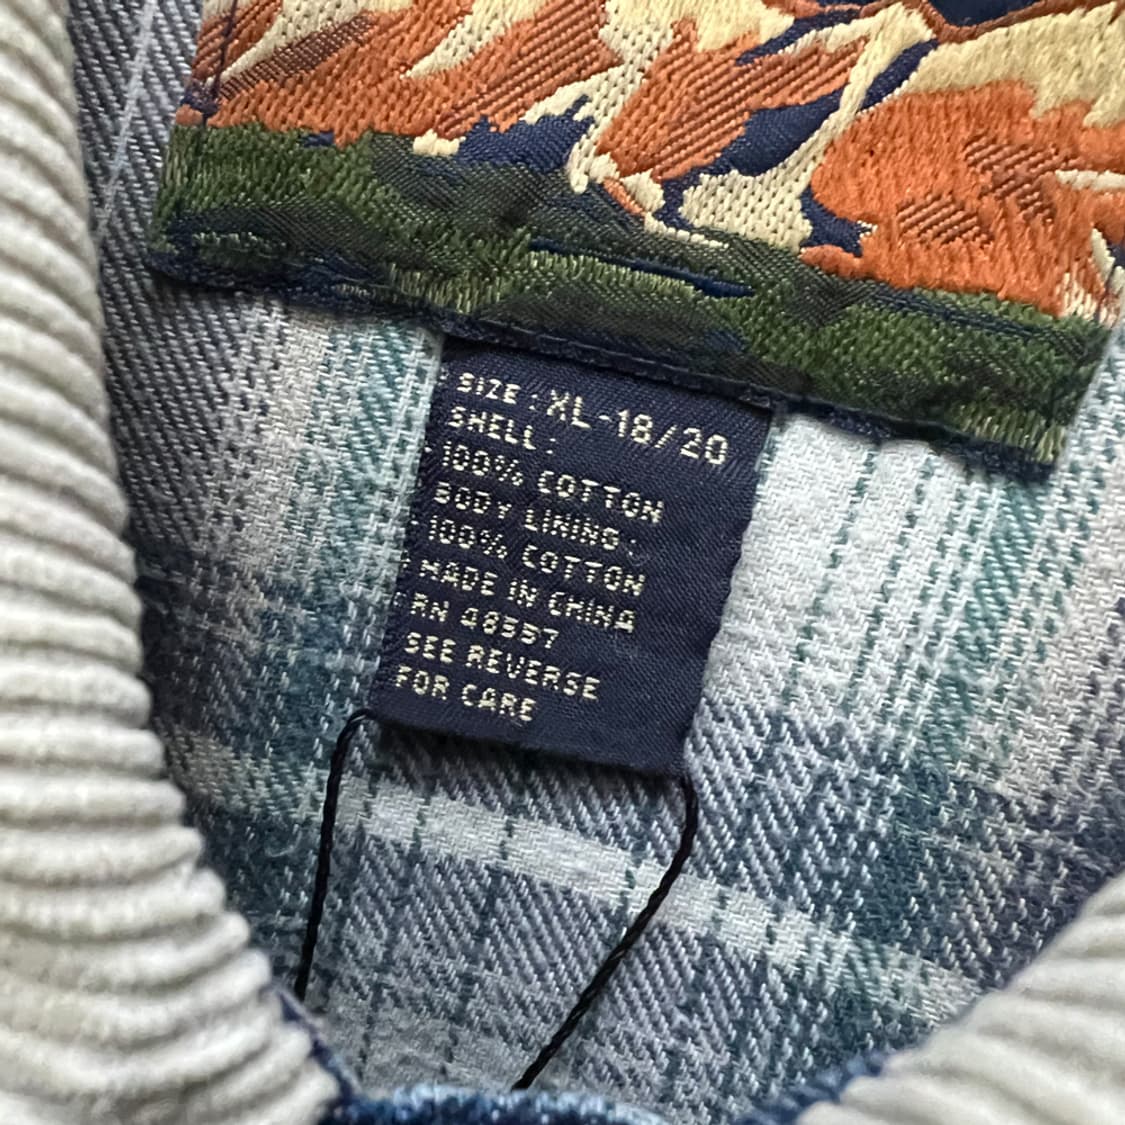 SIZE: XL-18/20
SHELL:
100% COTTON
BODY LINING:
100% COTTON
MADE IN CHINA
RN 48557
SEE REVERSE
FOR CARE